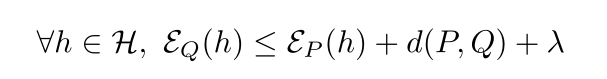 ∀h ∈ ℋ, ℰ_Q(h) ≤ ℰ_P(h) + d(P, Q) + λ